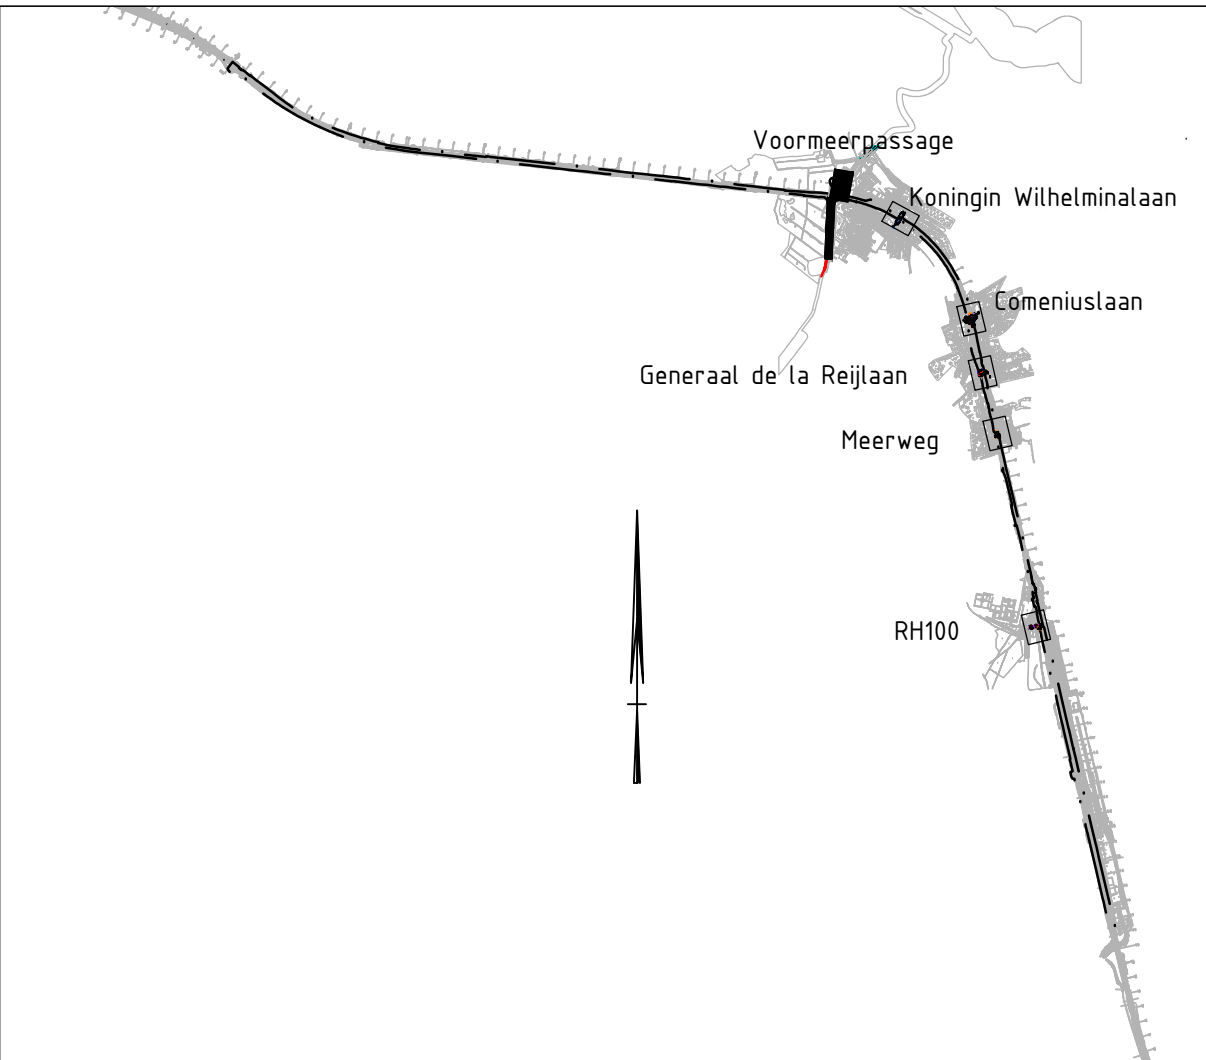 Voormeerpassage
Koningin Wilhelminalaan
Comeniuslaan
Generaal de la Reijlaan
Meerweg
RH100